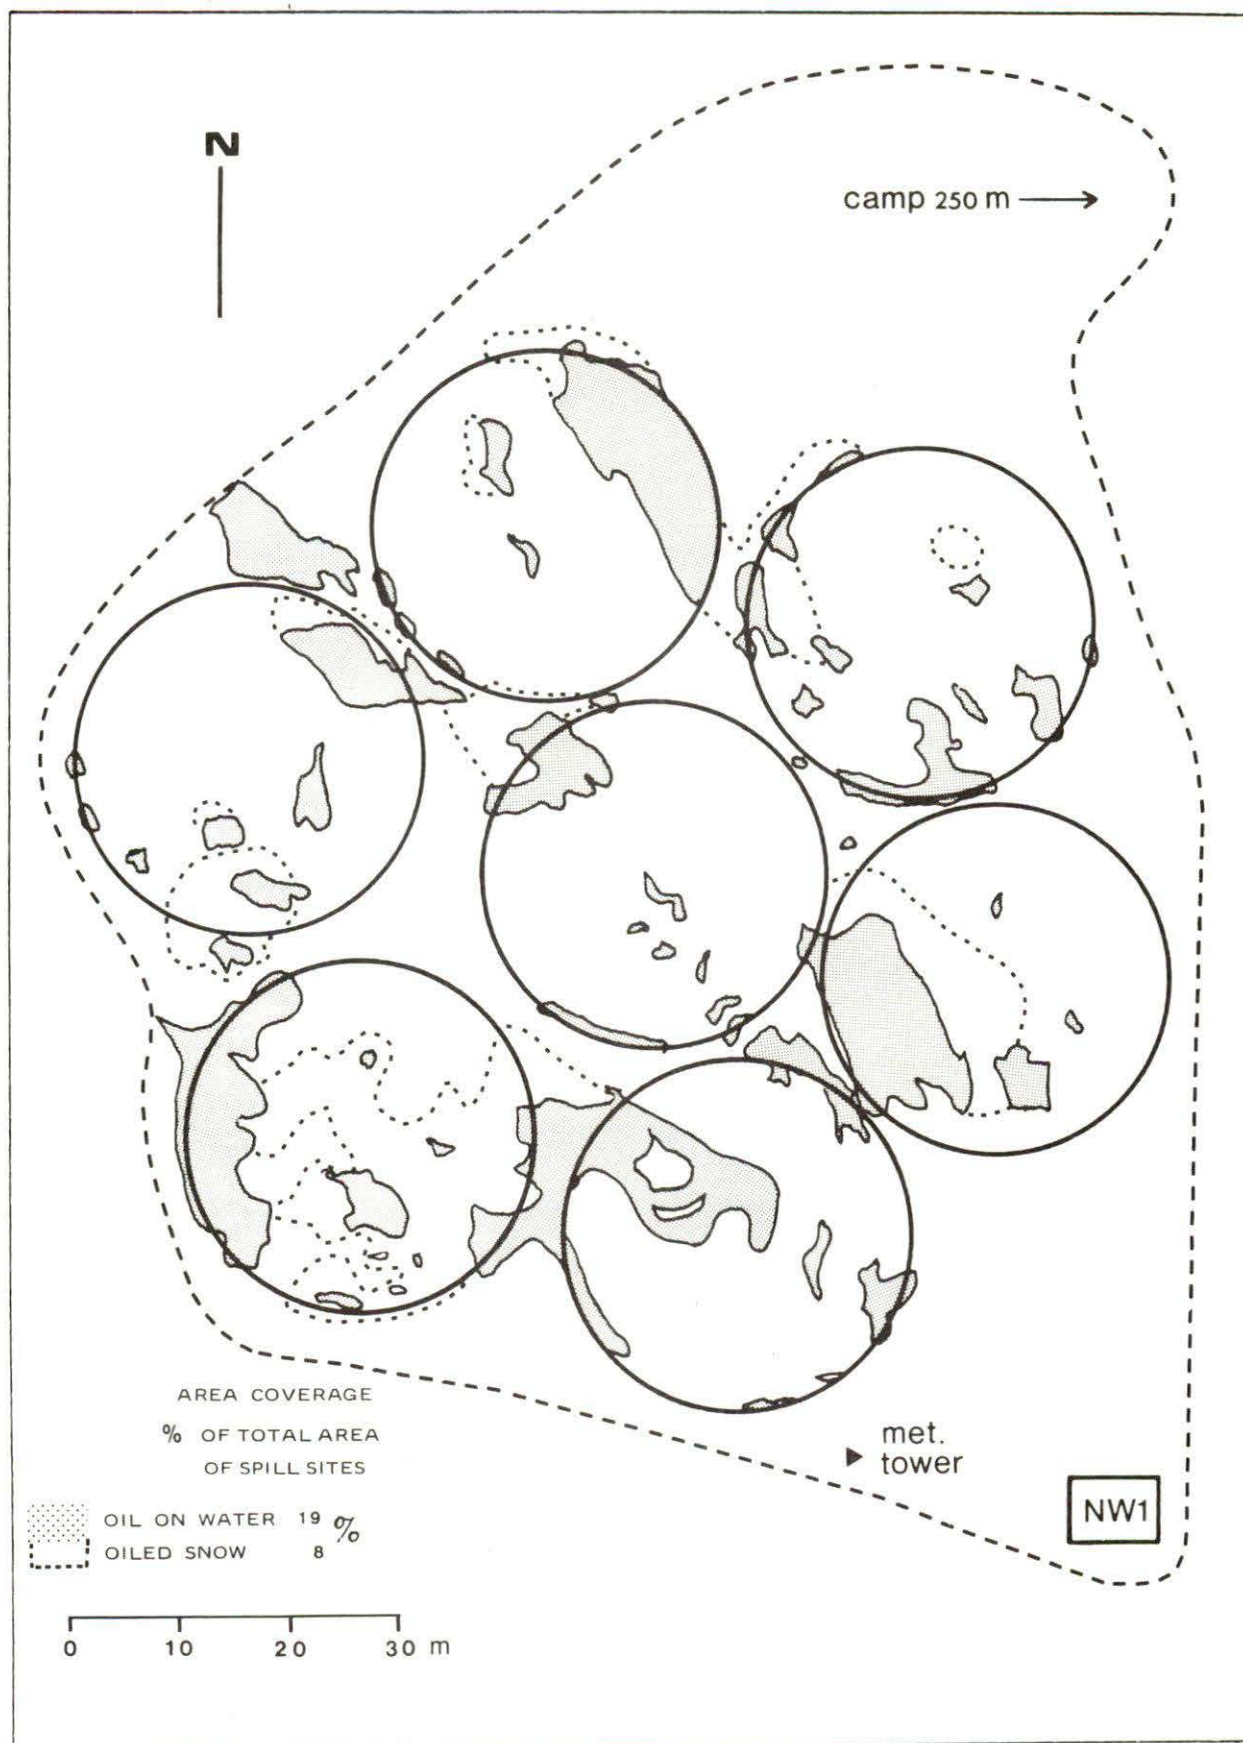 N
camp 250 m
met.
tower
NW1
AREA COVERAGE
% OF TOTAL AREA
OF SPILL SITES
OIL ON WATER 19 %
OILED SNOW 8
0 10 20 30 m